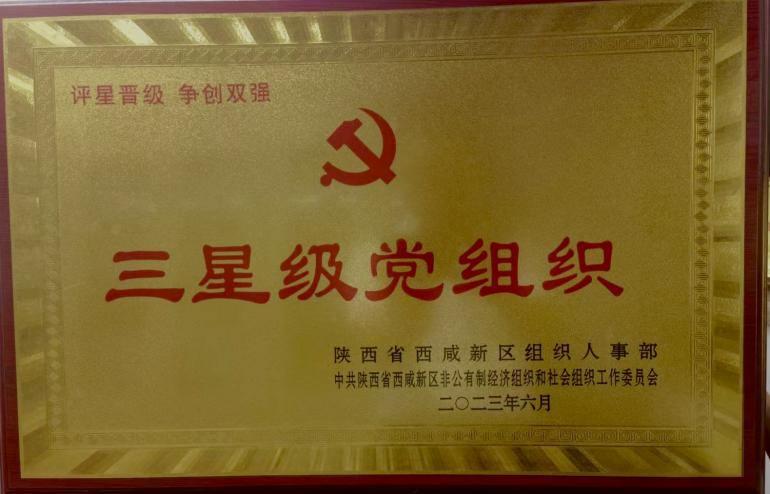 评星晋级 争创双强
三星级党组织
陕西省西咸新区组织人事部
中共陕西省西咸新区非公有制经济组织和社会组织工作委员会
二〇二三年六月